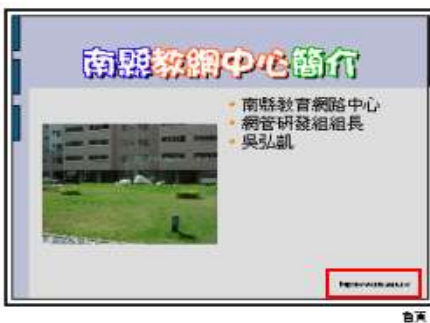 南縣教網中心簡介
南縣教育網路中心
網管研發組組長
吳弘凱
首頁